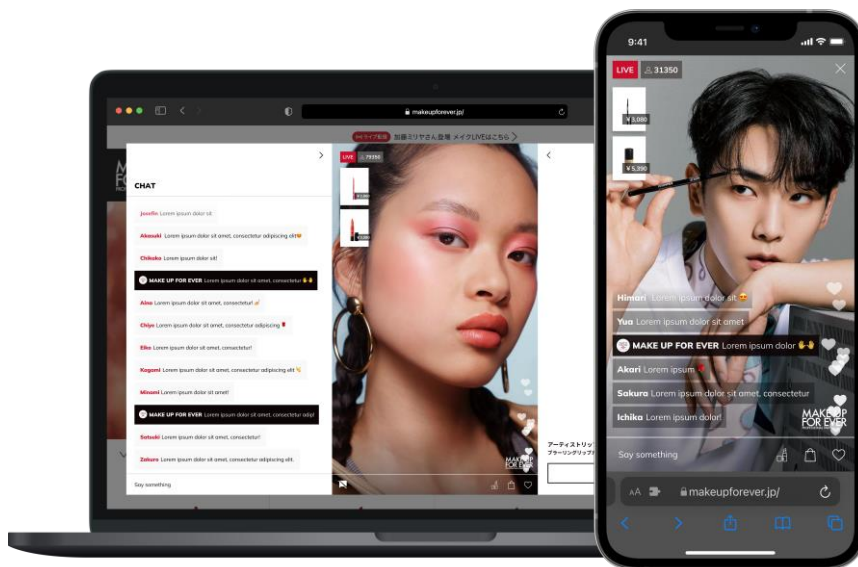 makeupforever.jp/
ライブ配信 加藤ミリヤさん登場 メイクLIVEはこちら
CHAT
Josefin Lorem ipsum dolor sit
Akasuki Lorem ipsum dolor sit amet, consectetur adipiscing elit😍
Chikako Lorem ipsum dolor sit!
MAKE UP FOR EVER Lorem ipsum dolor sit amet, consectetur 👋👋
Aino Lorem ipsum dolor sit amet, consectetur! 💅
Chiyo Lorem ipsum dolor sit amet, consectetur adipiscing 🌹
Eiko Lorem ipsum dolor sit amet, consectetur!
Kagami Lorem ipsum dolor sit amet, consectetur adipiscing elit 👋
Minami Lorem ipsum dolor sit amet!
MAKE UP FOR EVER Lorem ipsum dolor sit amet, consectetur adip!
Satsuki Lorem ipsum dolor sit amet, consectetur!
Zakuro Lorem ipsum dolor sit amet, consectetur adipiscing elit.
Say something
LIVE 79350
MAKE UP
FOR EVER
アーティストリップ
9:41
LIVE 31350
¥ 5,090
¥ 5,390
Himari Lorem ipsum dolor sit 😍
Yua Lorem ipsum dolor sit amet
MAKE UP FOR EVER Lorem ipsum dolor 👋👋
Akari Lorem ipsum 🌹
Sakura Lorem ipsum dolor sit amet, consectetur
Ichika Lorem ipsum dolor!
MAKE UP
FOR EVER
Say something
AA makeupforever.jp/